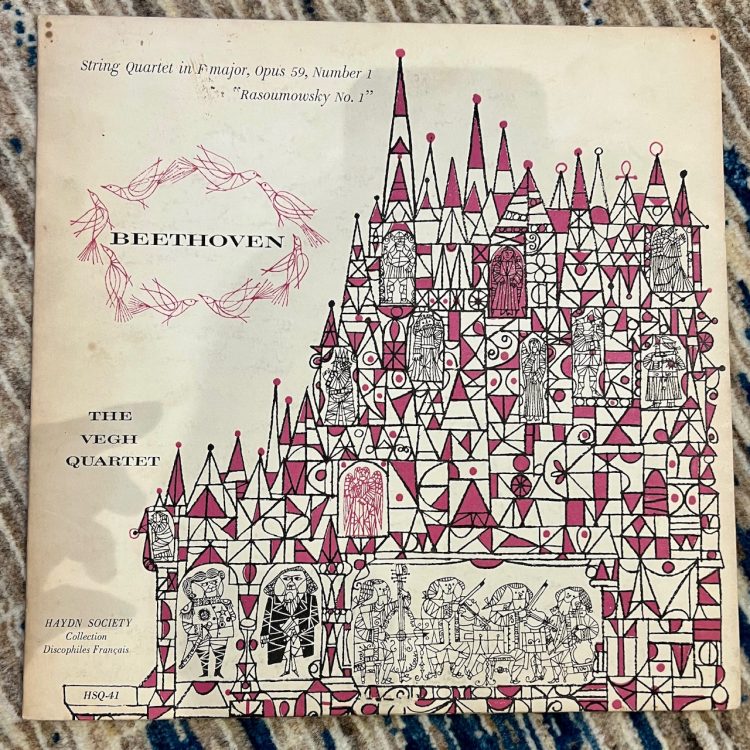 String Quartet in F major, Opus 59, Number 1
"Rasoumowsky No. 1"
BEETHOVEN
THE
VEGH
QUARTET
HAYDN SOCIETY
Collection
Discophiles Français
HSQ-41